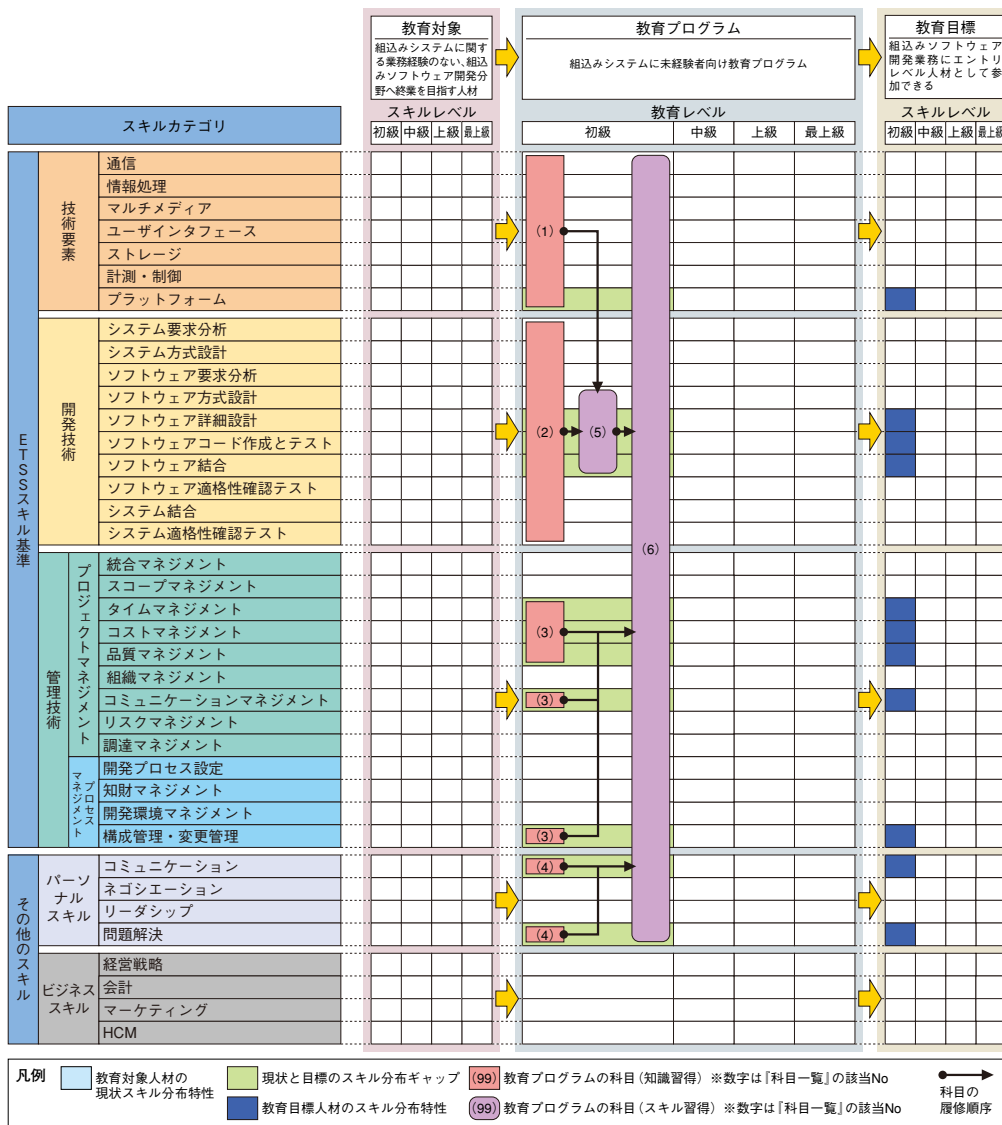 教育対象
組込みシステムに関す
る業務経験のない、組込
みソフトウェア開発分
野へ終業を目指す人材
教育プログラム
組込みシステムに未経験者向け教育プログラム
教育目標
組込みソフトウェア
開発業務にエントリ
レベル人材として参
加できる
スキルカテゴリ
スキルレベル
初級 中級 上級 最上級
教育レベル
初級 中級 上級 最上級
スキルレベル
初級 中級 上級 最上級
ETSSスキル基準
技術要素
通信
情報処理
マルチメディア
ユーザインタフェース
ストレージ
計測・制御
プラットフォーム
(1)
開発技術
システム要求分析
システム方式設計
ソフトウェア要求分析
ソフトウェア方式設計
ソフトウェア詳細設計
ソフトウェアコード作成とテスト
ソフトウェア結合
ソフトウェア適格性確認テスト
システム結合
システム適格性確認テスト
(2)
(5)
(6)
管理技術
プロジェクトマネジメント
統合マネジメント
スコープマネジメント
タイムマネジメント
コストマネジメント
品質マネジメント
組織マネジメント
コミュニケーションマネジメント
リスクマネジメント
調達マネジメント
(3)
(3)
プロセス
マネジメント
開発プロセス設定
知財マネジメント
開発環境マネジメント
構成管理・変更管理
(3)
その他のスキル
パーソ
ナル
スキル
コミュニケーション
ネゴシエーション
リーダシップ
問題解決
(4)
(4)
ビジネス
スキル
経営戦略
会計
マーケティング
HCM
凡例
教育対象人材の
現状スキル分布特性
現状と目標のスキル分布ギャップ
教育目標人材のスキル分布特性
(99) 教育プログラムの科目(知識習得) ※数字は『科目一覧』の該当No
(99) 教育プログラムの科目(スキル習得) ※数字は『科目一覧』の該当No
科目の
履修順序